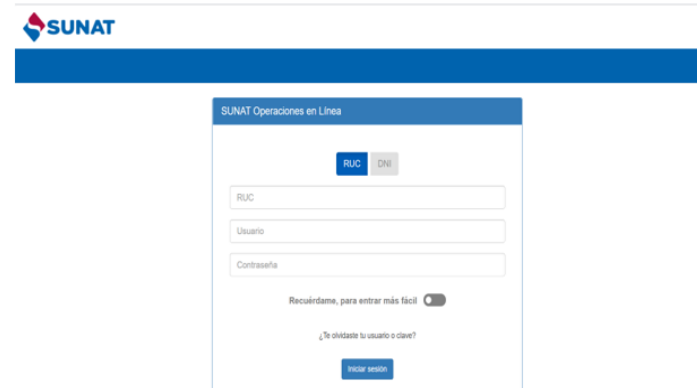 SUNAT
SUNAT Operaciones en Línea
RUC DNI
RUC
Usuario
Contraseña
Recuérdame, para entrar más fácil
¿Te olvidaste tu usuario o clave?
Iniciar sesión